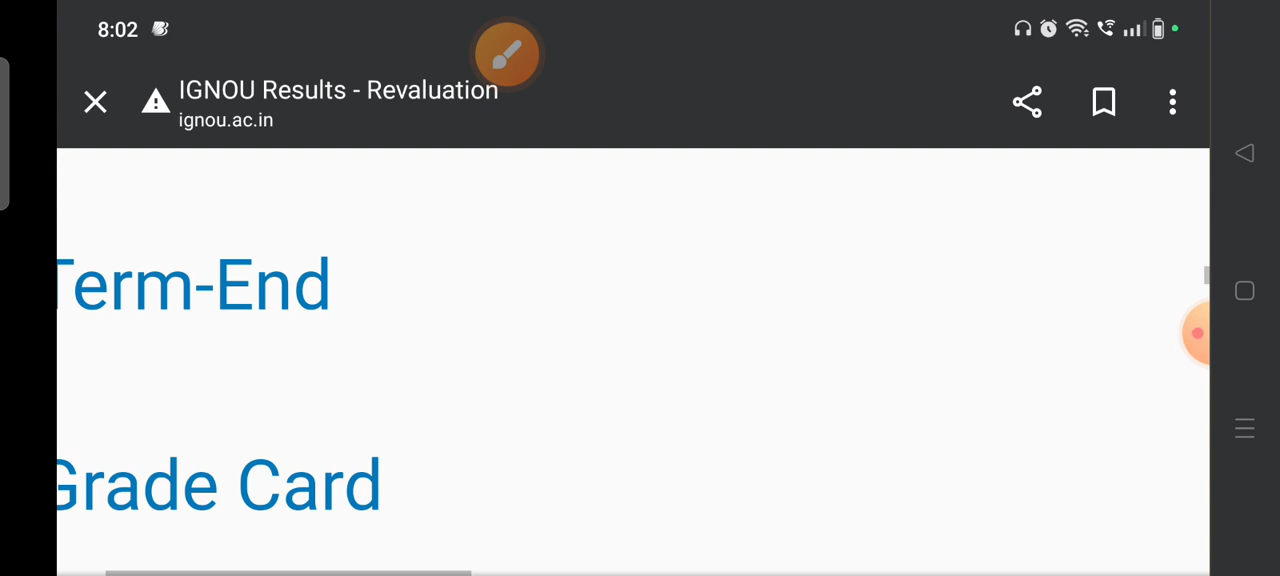 8:02
IGNOU Results - Revaluation
ignou.ac.in
Term-End
Grade Card